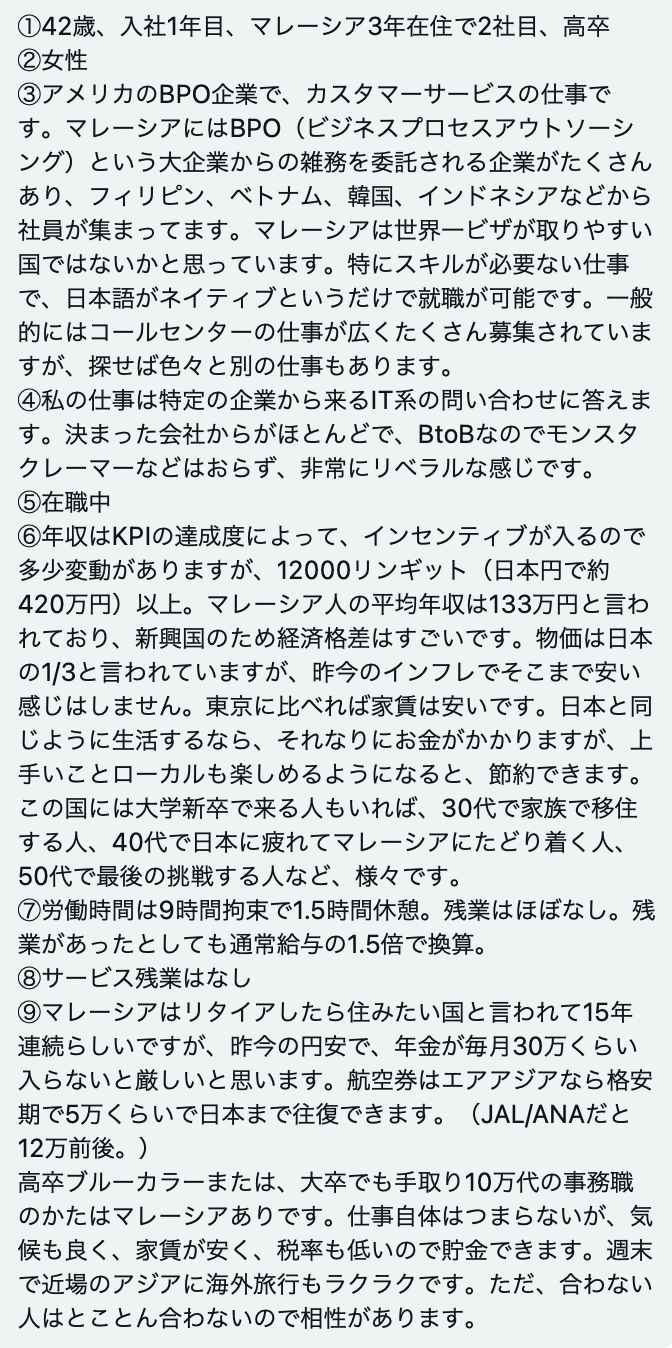 ①42歳、入社1年目、マレーシア3年在住で2社目、高卒
②女性
③アメリカのBPO企業で、カスタマーサービスの仕事で
す。マレーシアにはBPO（ビジネスプロセスアウトソーシ
ング）という大企業からの雑務を委託される企業がたくさん
あり、フィリピン、ベトナム、韓国、インドネシアなどから
社員が集まってます。マレーシアは世界一ビザが取りやすい
国ではないかと思っています。特にスキルが必要ない仕事
で、日本語がネイティブというだけで就職が可能です。一般
的にはコールセンターの仕事が広くたくさん募集されていま
すが、探せば色々と別の仕事もあります。
④私の仕事は特定の企業から来るIT系の問い合わせに答えま
す。決まった会社からがほとんどで、BtoBなのでモンスタ
クレーマーなどはおらず、非常にリベラルな感じです。
⑤在職中
⑥年収はKPIの達成度によって、インセンティブが入るので
多少変動がありますが、12000リンギット（日本円で約
420万円）以上。マレーシア人の平均年収は133万円と言わ
れており、新興国のため経済格差はすごいです。物価は日本
の1/3と言われていますが、昨今のインフレでそこまで安い
感じはしません。東京に比べれば家賃は安いです。日本と同
じように生活するなら、それなりにお金がかかりますが、上
手いことローカルも楽しめるようになると、節約できます。
この国には大学新卒で来る人もいれば、30代で家族で移住
する人、40代で日本に疲れてマレーシアにたどり着く人、
50代で最後の挑戦する人など、様々です。
⑦労働時間は9時間拘束で1.5時間休憩。残業はほぼなし。残
業があったとしても通常給与の1.5倍で換算。
⑧サービス残業はなし
⑨マレーシアはリタイアしたら住みたい国と言われて15年
連続らしいですが、昨今の円安で、年金が毎月30万くらい
入らないと厳しいと思います。航空券はエアアジアなら格安
期で5万くらいで日本まで往復できます。（JAL/ANAだと
12万前後。）
高卒ブルーカラーまたは、大卒でも手取り10万代の事務職
のかたはマレーシアありです。仕事自体はつまらないが、気
候も良く、家賃が安く、税率も低いので貯金できます。週末
で近場のアジアに海外旅行もラクラクです。ただ、合わない
人はとことん合わないので相性があります。